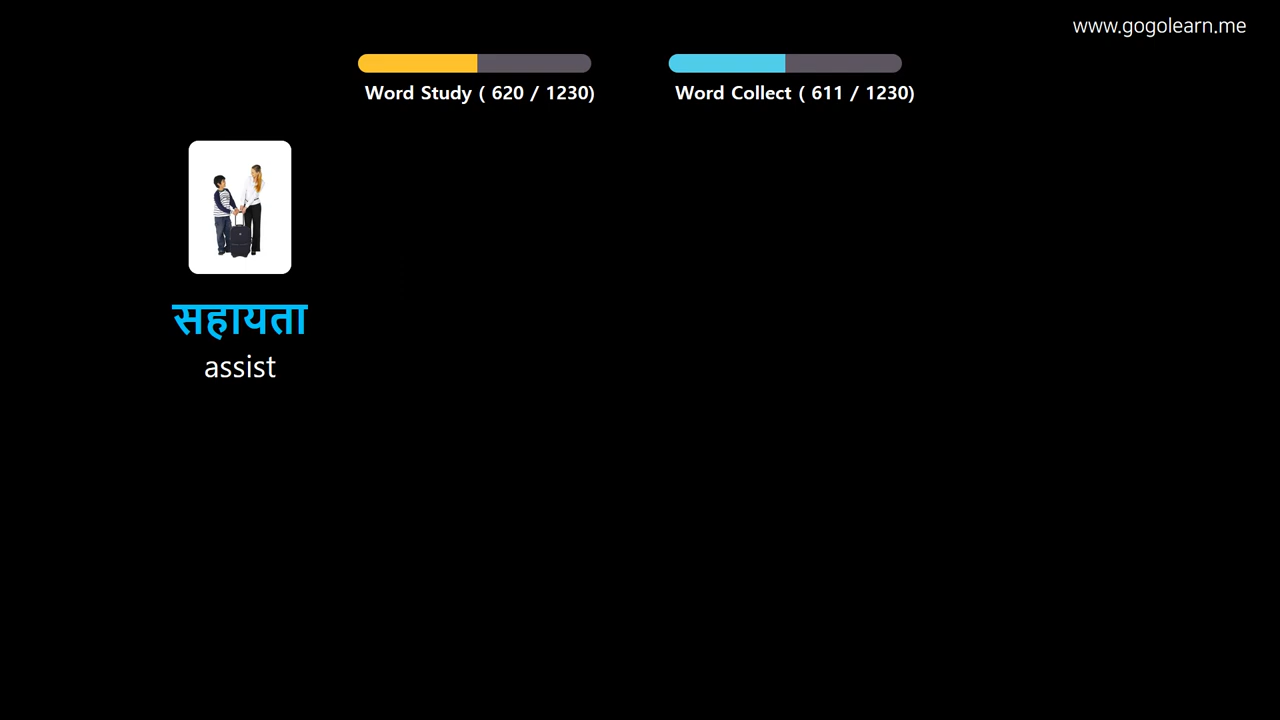 www.gogolearn.me
Word Study ( 620 / 1230)
Word Collect ( 611 / 1230)
सहायता
assist